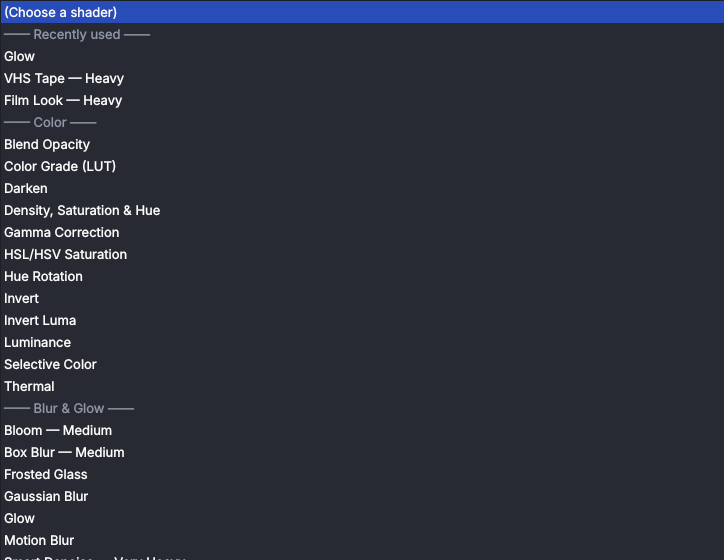 (Choose a shader)
—— Recently used ——
Glow
VHS Tape — Heavy
Film Look — Heavy
—— Color ——
Blend Opacity
Color Grade (LUT)
Darken
Density, Saturation & Hue
Gamma Correction
HSL/HSV Saturation
Hue Rotation
Invert
Invert Luma
Luminance
Selective Color
Thermal
—— Blur & Glow ——
Bloom — Medium
Box Blur — Medium
Frosted Glass
Gaussian Blur
Glow
Motion Blur